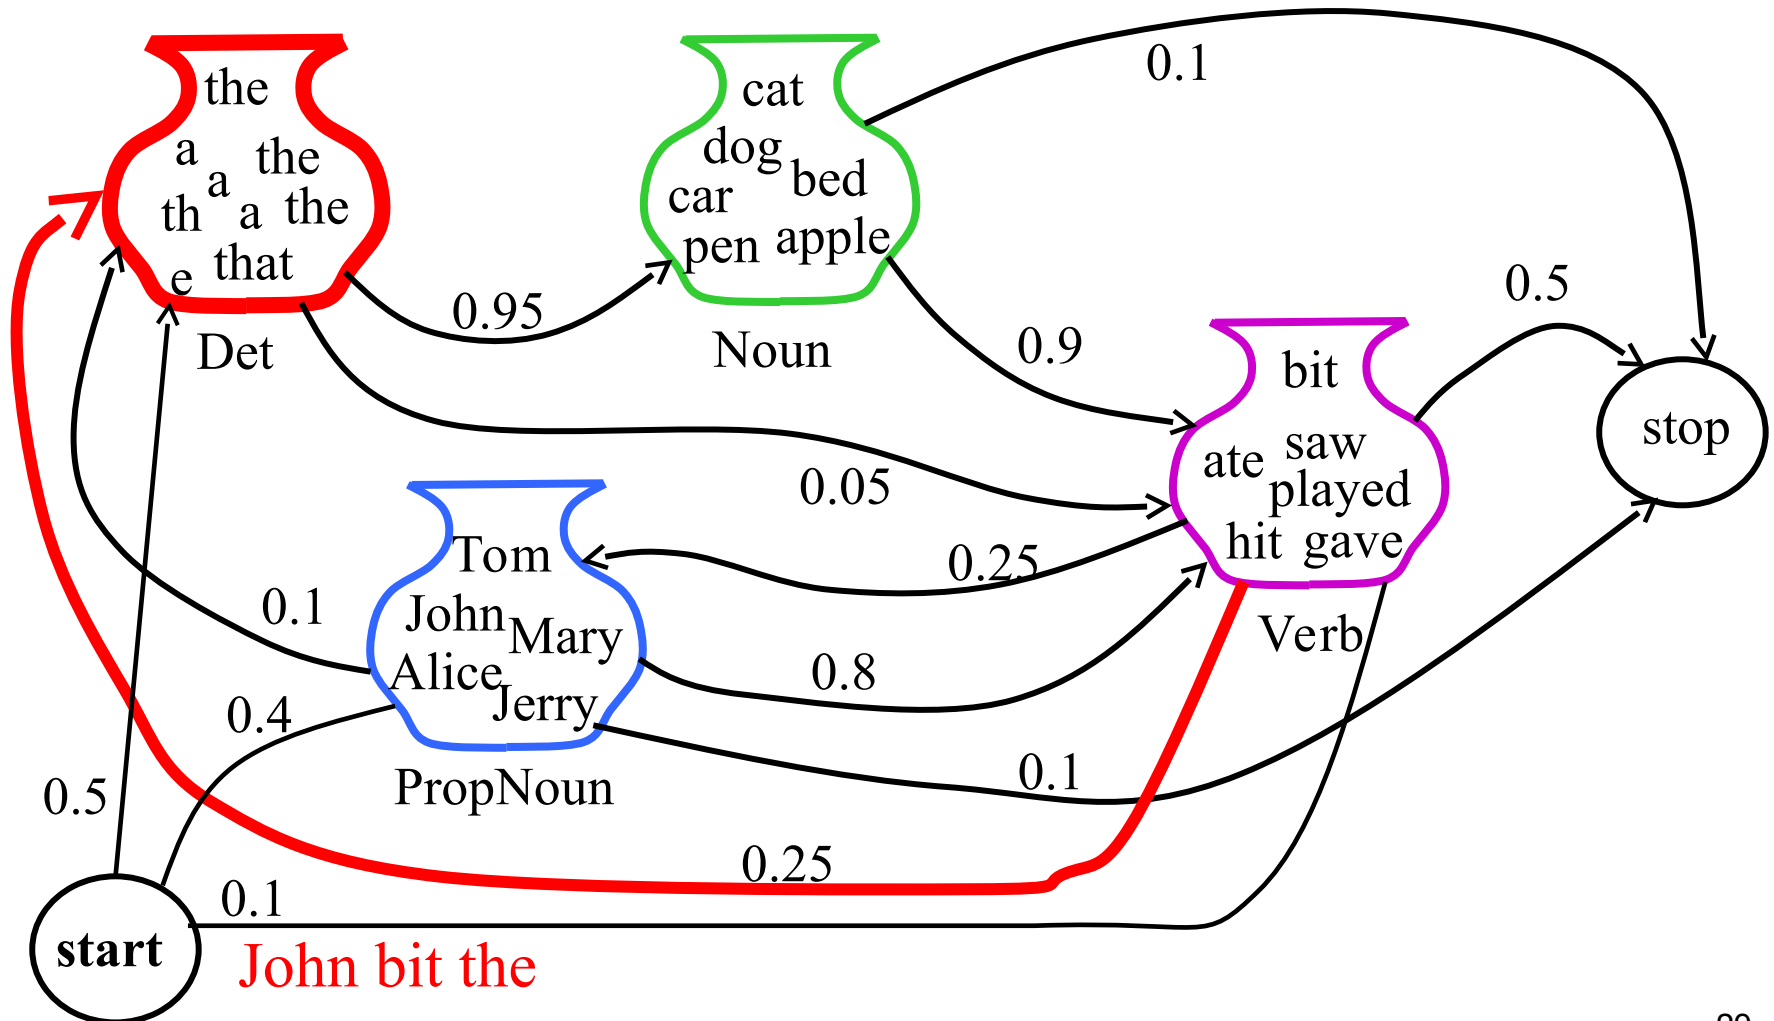 the
a the
a
th a the
that
e
Det
cat
dog
bed
car
apple
pen
Noun
0.1
0.95
0.9
0.5
bit
saw
ate
played
hit gave
Verb
stop
0.05
0.25
Tom
John
Mary
Alice
Jerry
PropNoun
0.1
0.8
0.4
0.1
0.5
0.25
0.1
start
John bit the